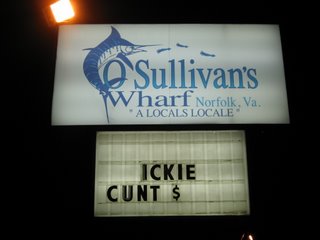 O'Sullivan's
Wharf Norfolk, Va.
"A LOCALS LOCALE"
ICKIE
CUNT $